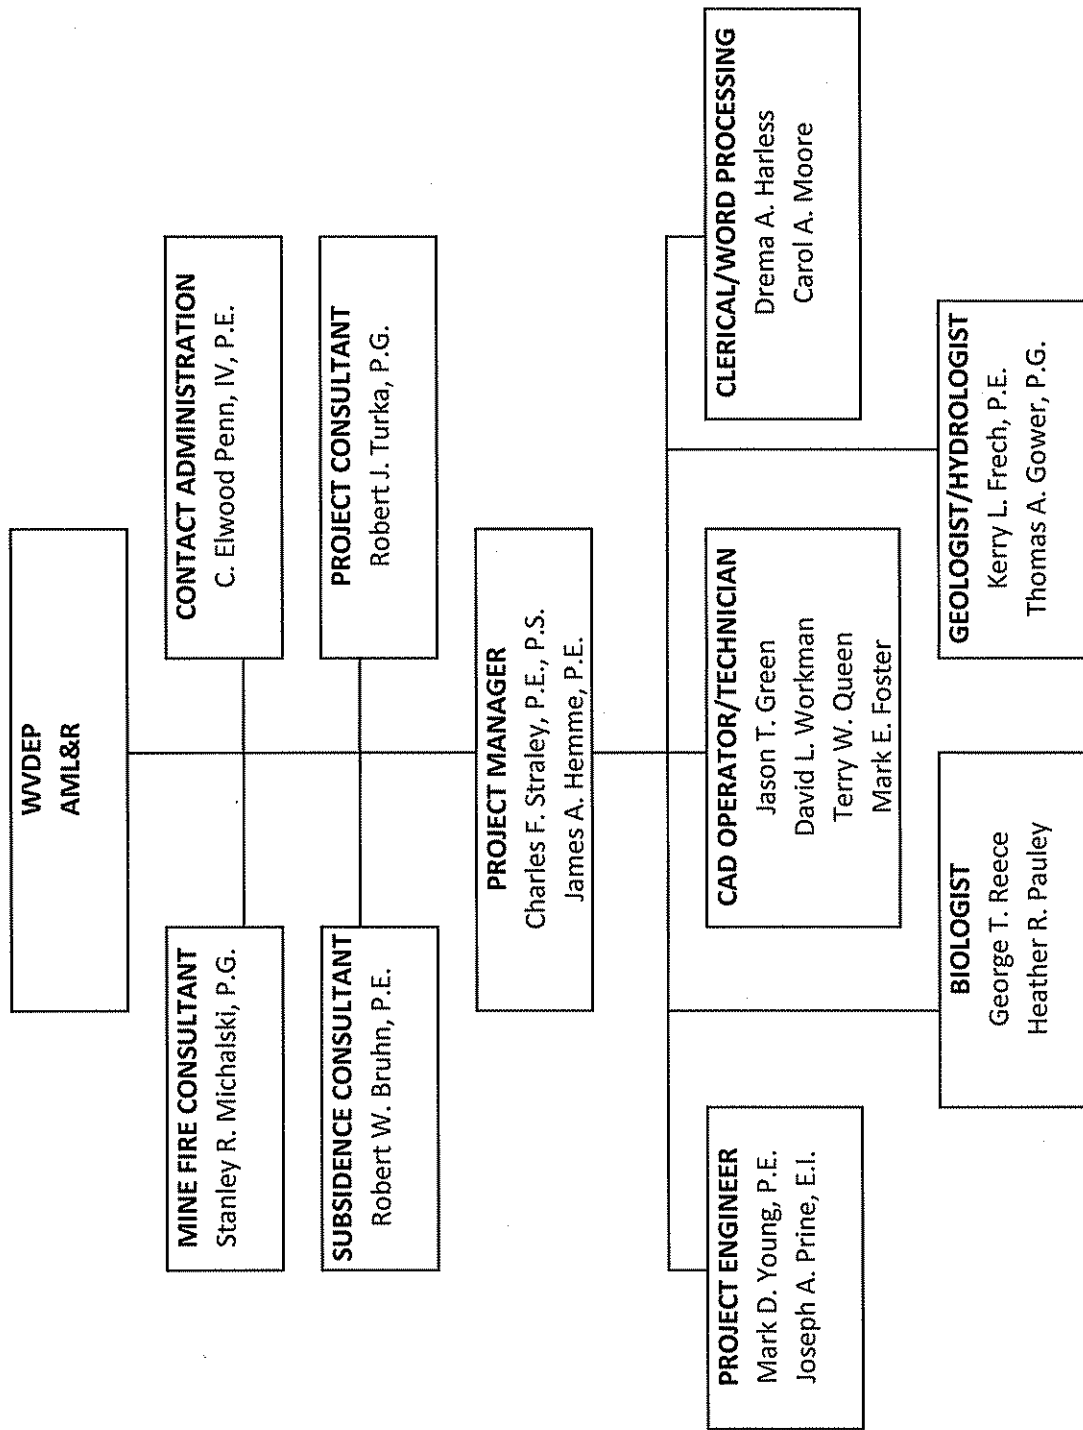 WVDEP
AML&R
MINE FIRE CONSULTANT
Stanley R. Michalski, P.G.
CONTACT ADMINISTRATION
C. Elwood Penn, IV, P.E.
SUBSIDENCE CONSULTANT
Robert W. Bruhn, P.E.
PROJECT CONSULTANT
Robert J. Turka, P.G.
PROJECT MANAGER
Charles F. Straley, P.E., P.S.
James A. Hemme, P.E.
PROJECT ENGINEER
Mark D. Young, P.E.
Joseph A. Prine, E.I.
CAD OPERATOR/TECHNICIAN
Jason T. Green
David L. Workman
Terry W. Queen
Mark E. Foster
CLERICAL/WORD PROCESSING
Drema A. Harless
Carol A. Moore
BIOLOGIST
George T. Reece
Heather R. Pauley
GEOLOGIST/HYDROLOGIST
Kerry L. Frech, P.E.
Thomas A. Gower, P.G.